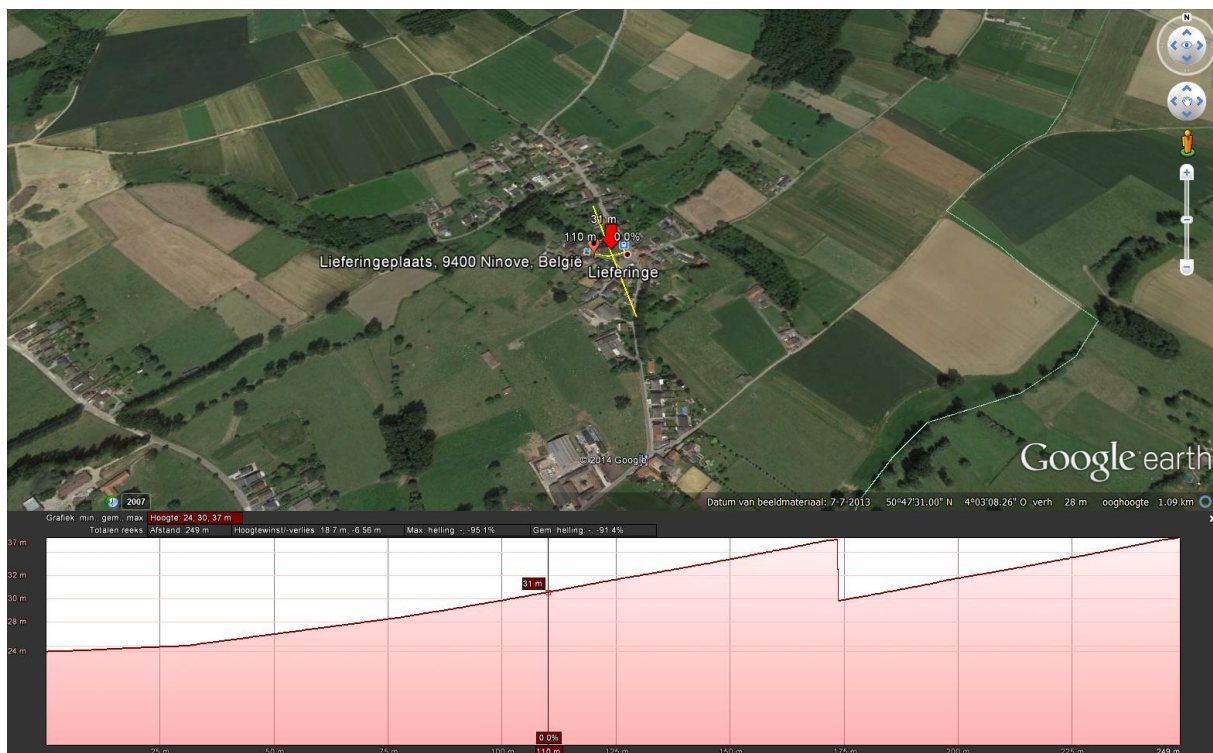 N
31 m
110 m 0.0%
Lieferingeplaats, 9400 Ninove, België
Lieferinge
© 2014 Google
Google earth
2007
Datum van beeldmateriaal: 7-7-2013 50°47'31.00" N 4°03'08.26" O verh 28 m ooghoogte 1.09 km
Grafiek min., gem., max Hoogte: 24, 30, 37 m
Totalen reeks: Afstand 249 m Hoogtewinst/-verlies 18.7 m, -6.56 m Max helling -, -95.1% Gem. helling -, -91.4%
37 m
31 m
32 m
30 m
28 m
24 m
0.0%
25 m 50 m 75 m 100 m 110 m 125 m 150 m 175 m 200 m 225 m 249 m